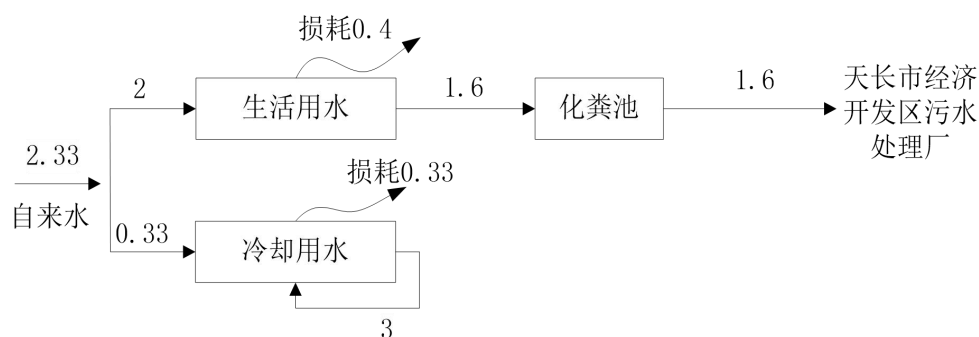 损耗0.4
2
生活用水
1.6
化粪池
1.6
天长市经济
开发区污水
处理厂
2.33
自来水
损耗0.33
0.33
冷却用水
3